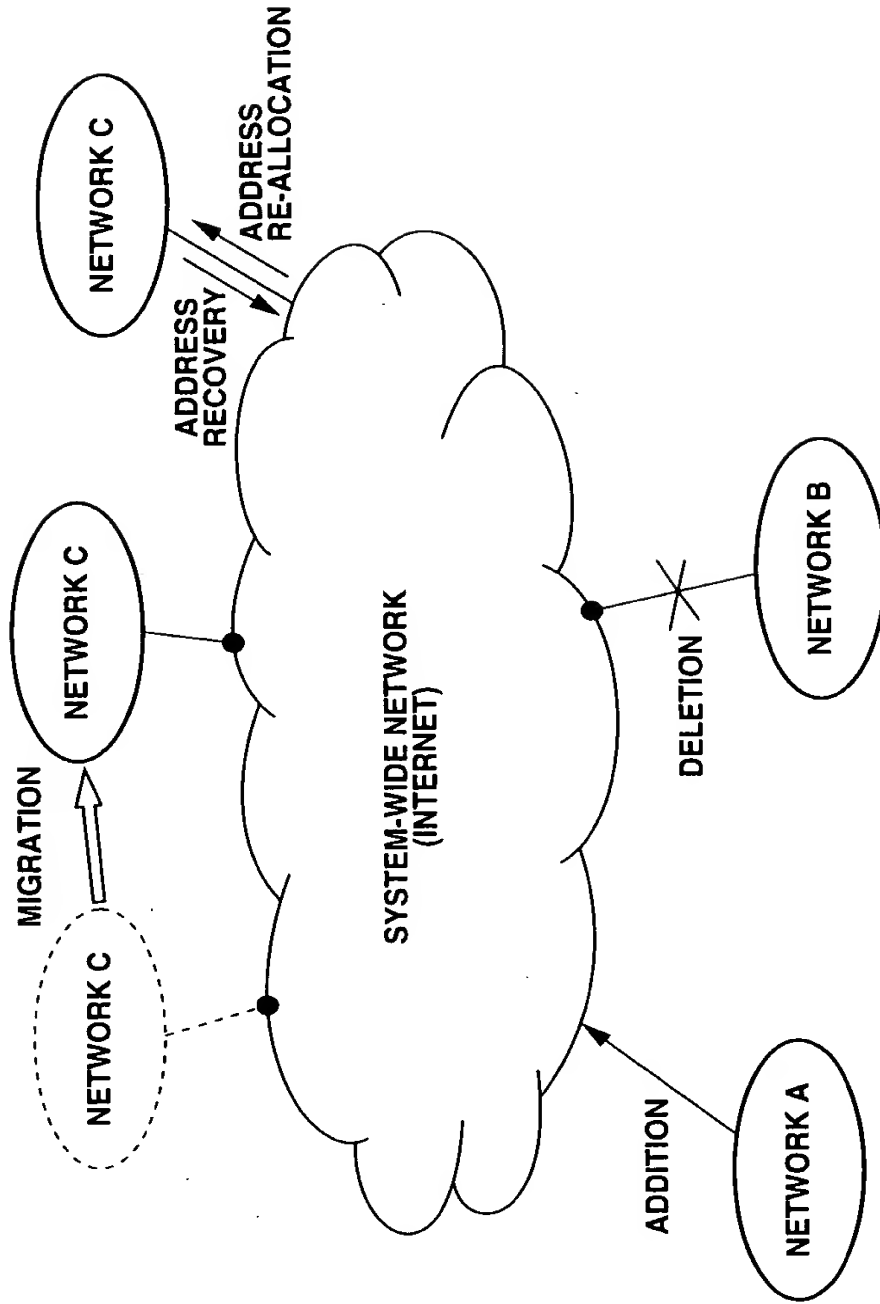 MIGRATION
NETWORK C
NETWORK C
NETWORK C
ADDRESS
RECOVERY
ADDRESS
RE-ALLOCATION
SYSTEM-WIDE NETWORK
(INTERNET)
ADDITION
DELETION
NETWORK A
NETWORK B